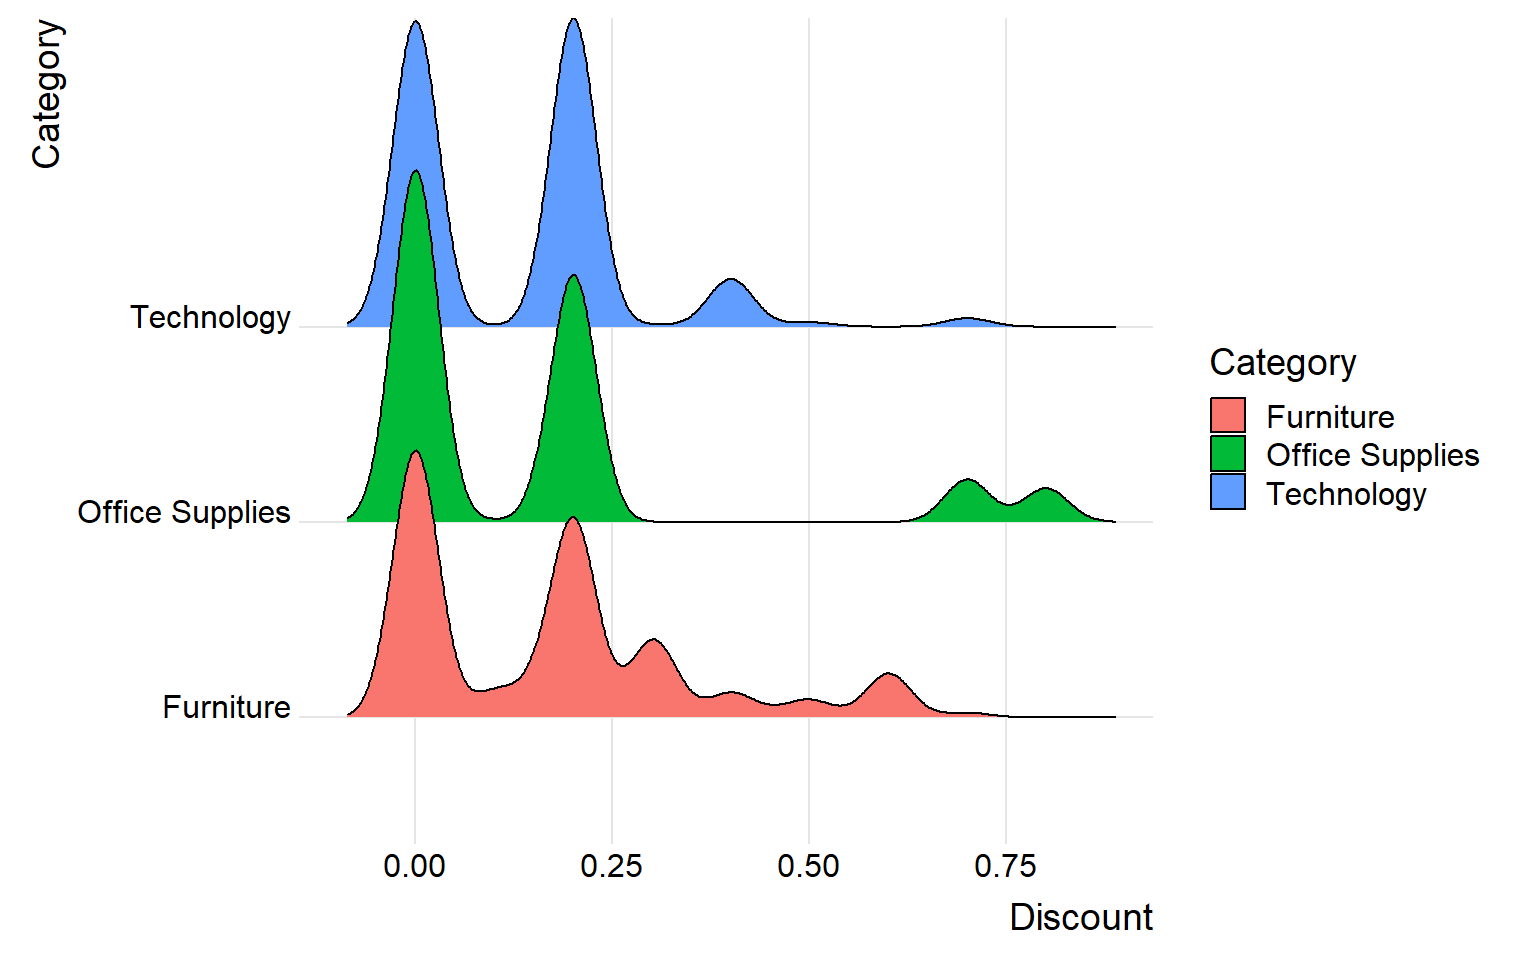 Category
Technology
Office Supplies
Furniture
0.00 0.25 0.50 0.75
Discount
Category
Furniture
Office Supplies
Technology